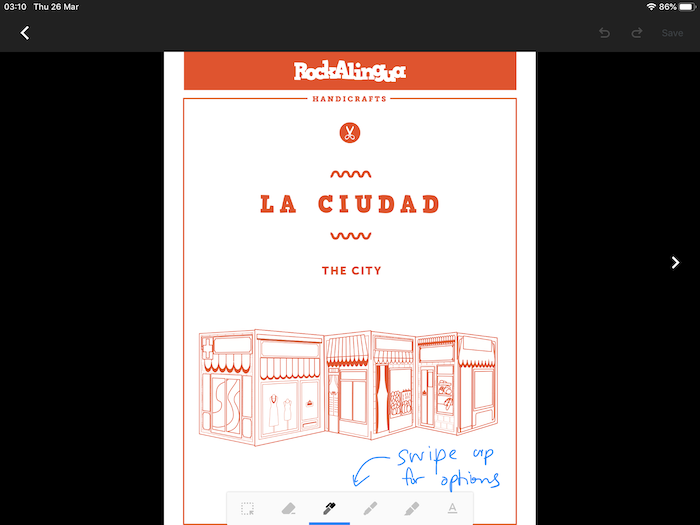 03:10 Thu 26 Mar
86%
Save
RockAlingua
HANDICRAFTS
LA CIUDAD
THE CITY
swipe up
for options
A